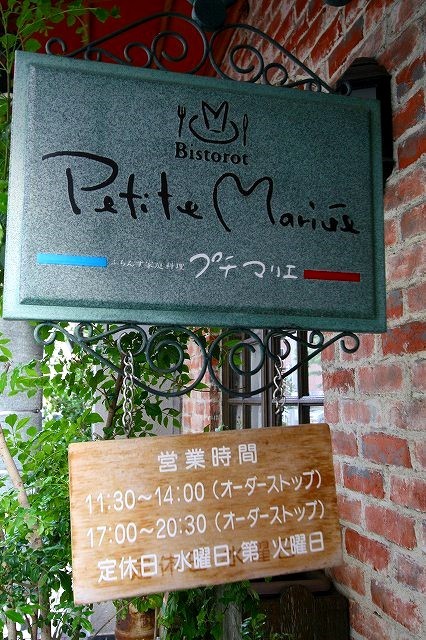 Bistorot
Petite Mariée
ふらんす家庭料理 プチ マリエ
営業時間
11:30～14:00 (オーダーストップ)
17:00～20:30 (オーダーストップ)
定休日 水曜日・第 火曜日